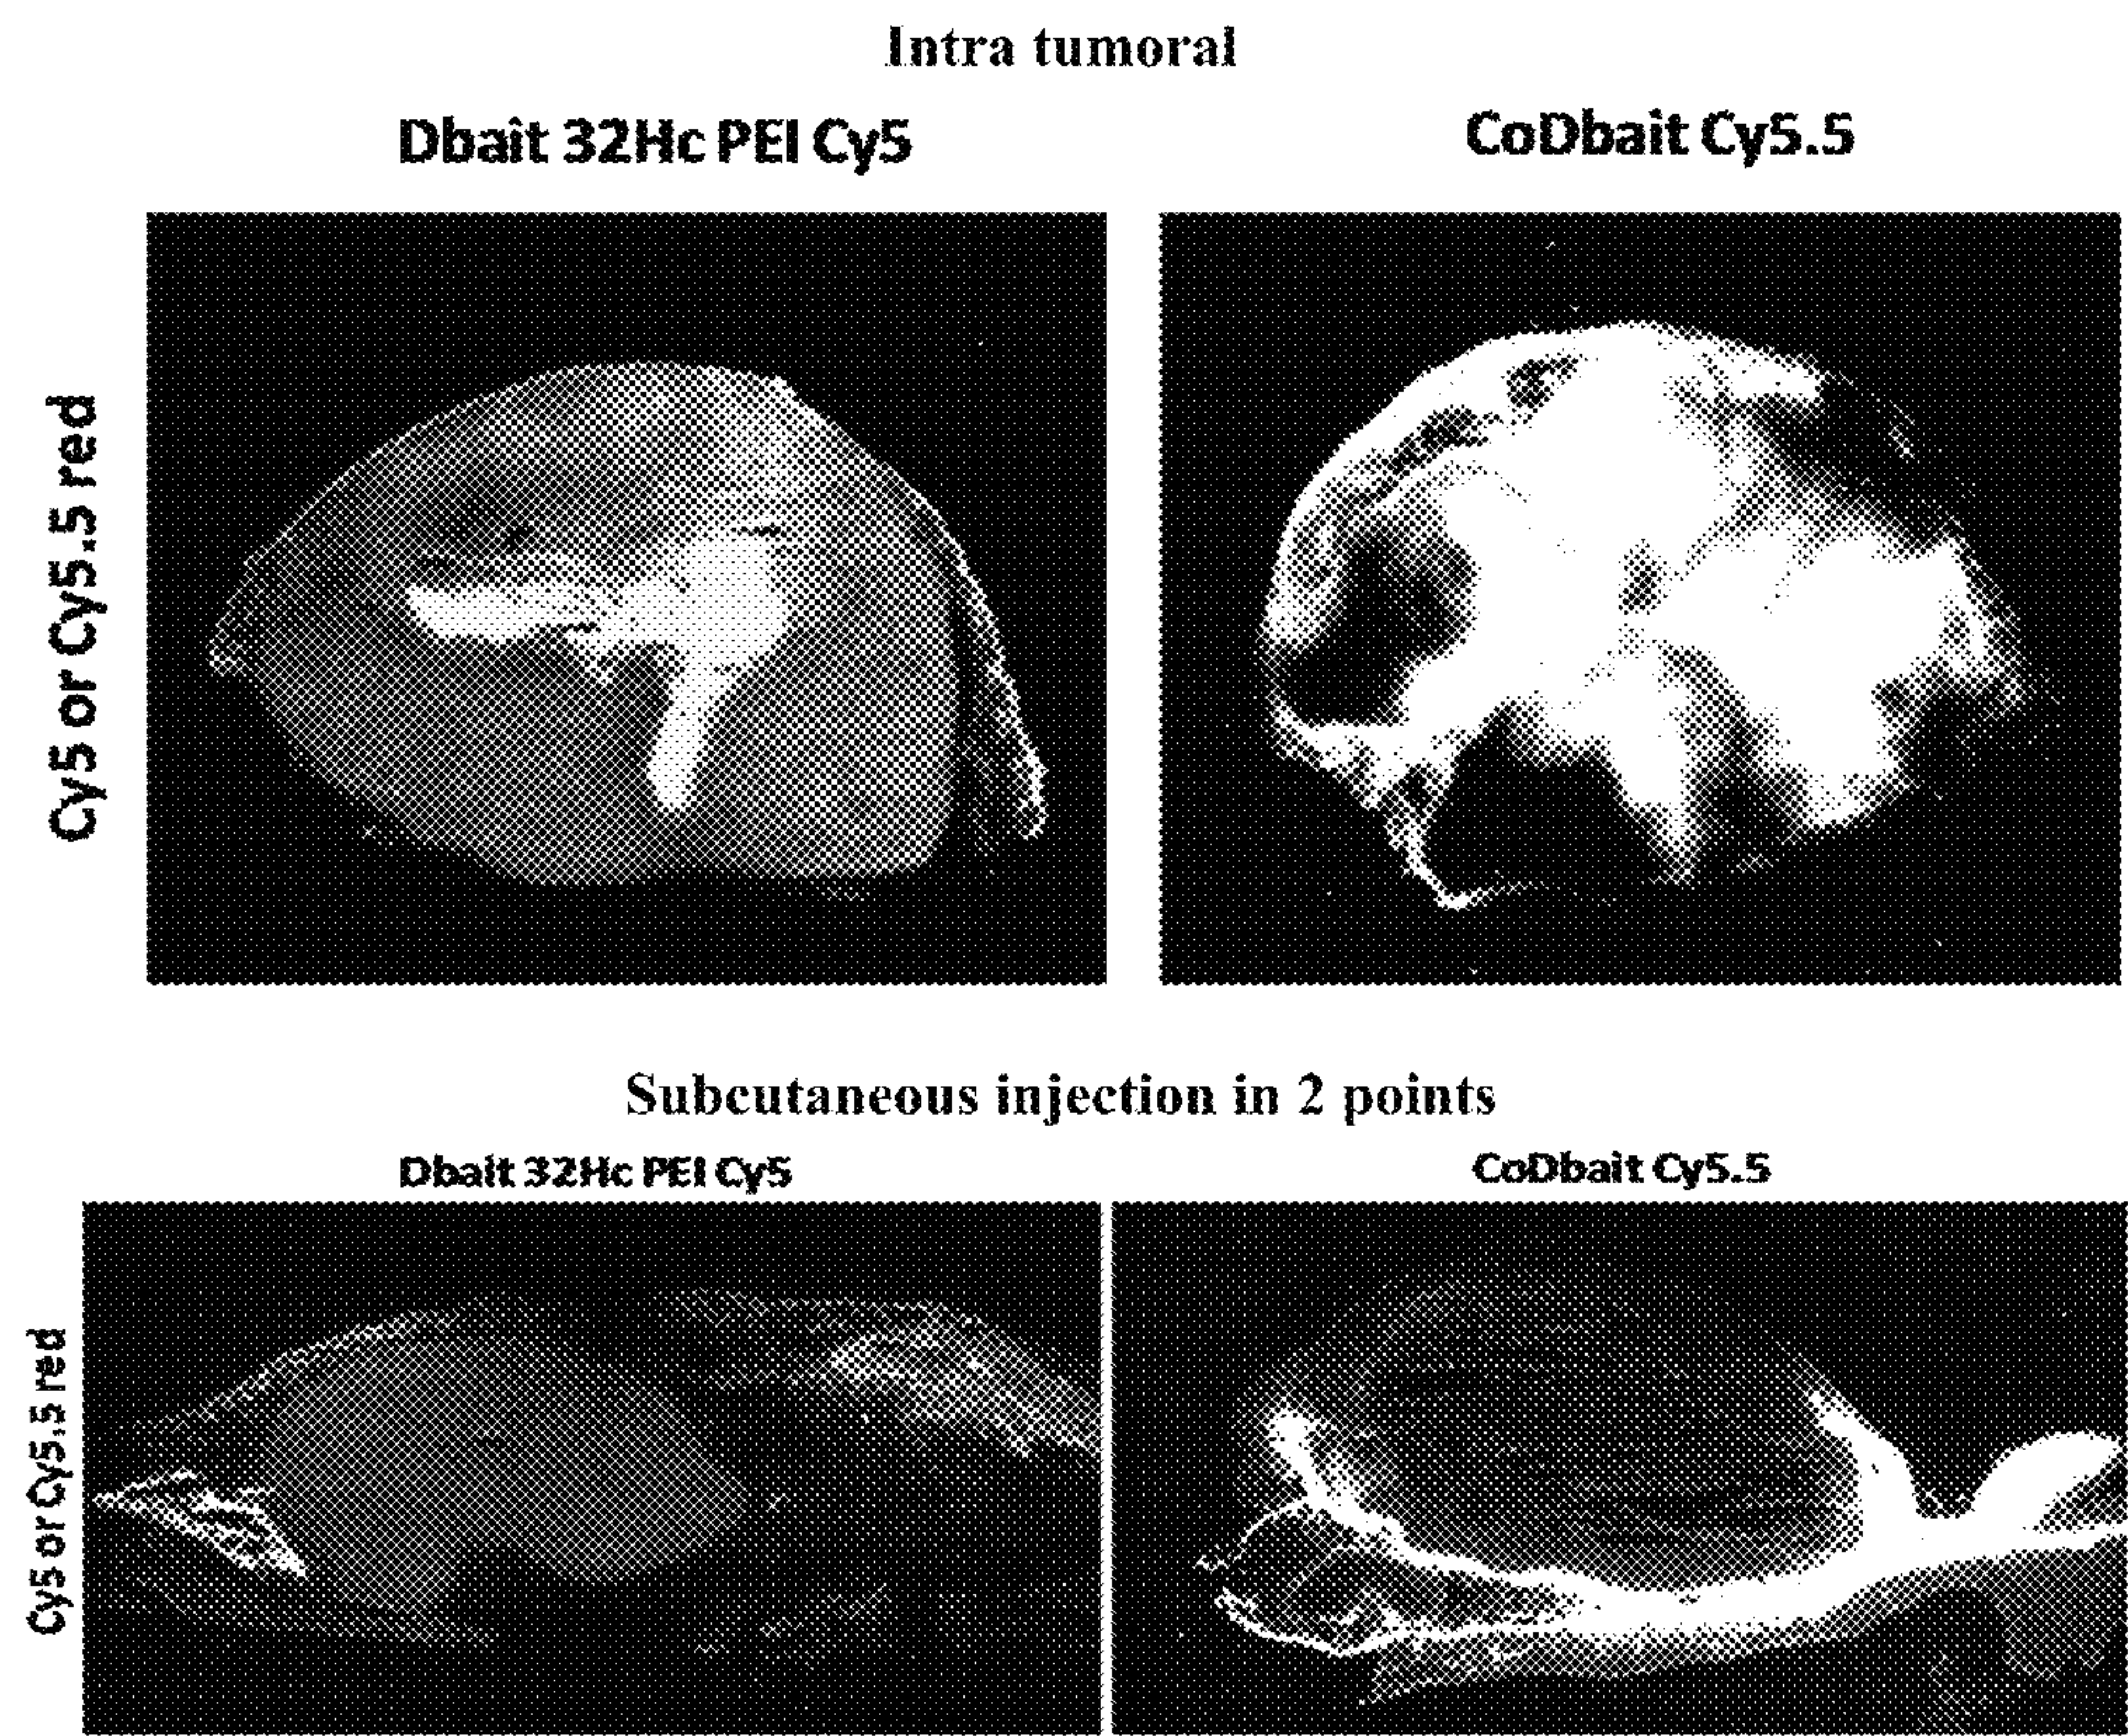 Intra tumoral
Dbait 32Hc PEI Cy5
CoDbait Cy5.5
Cy5 or Cy5.5 red
Subcutaneous injection in 2 points
Dbait 32Hc PEI Cy5
CoDbait Cy5.5
Cy5 or Cy5.5 red